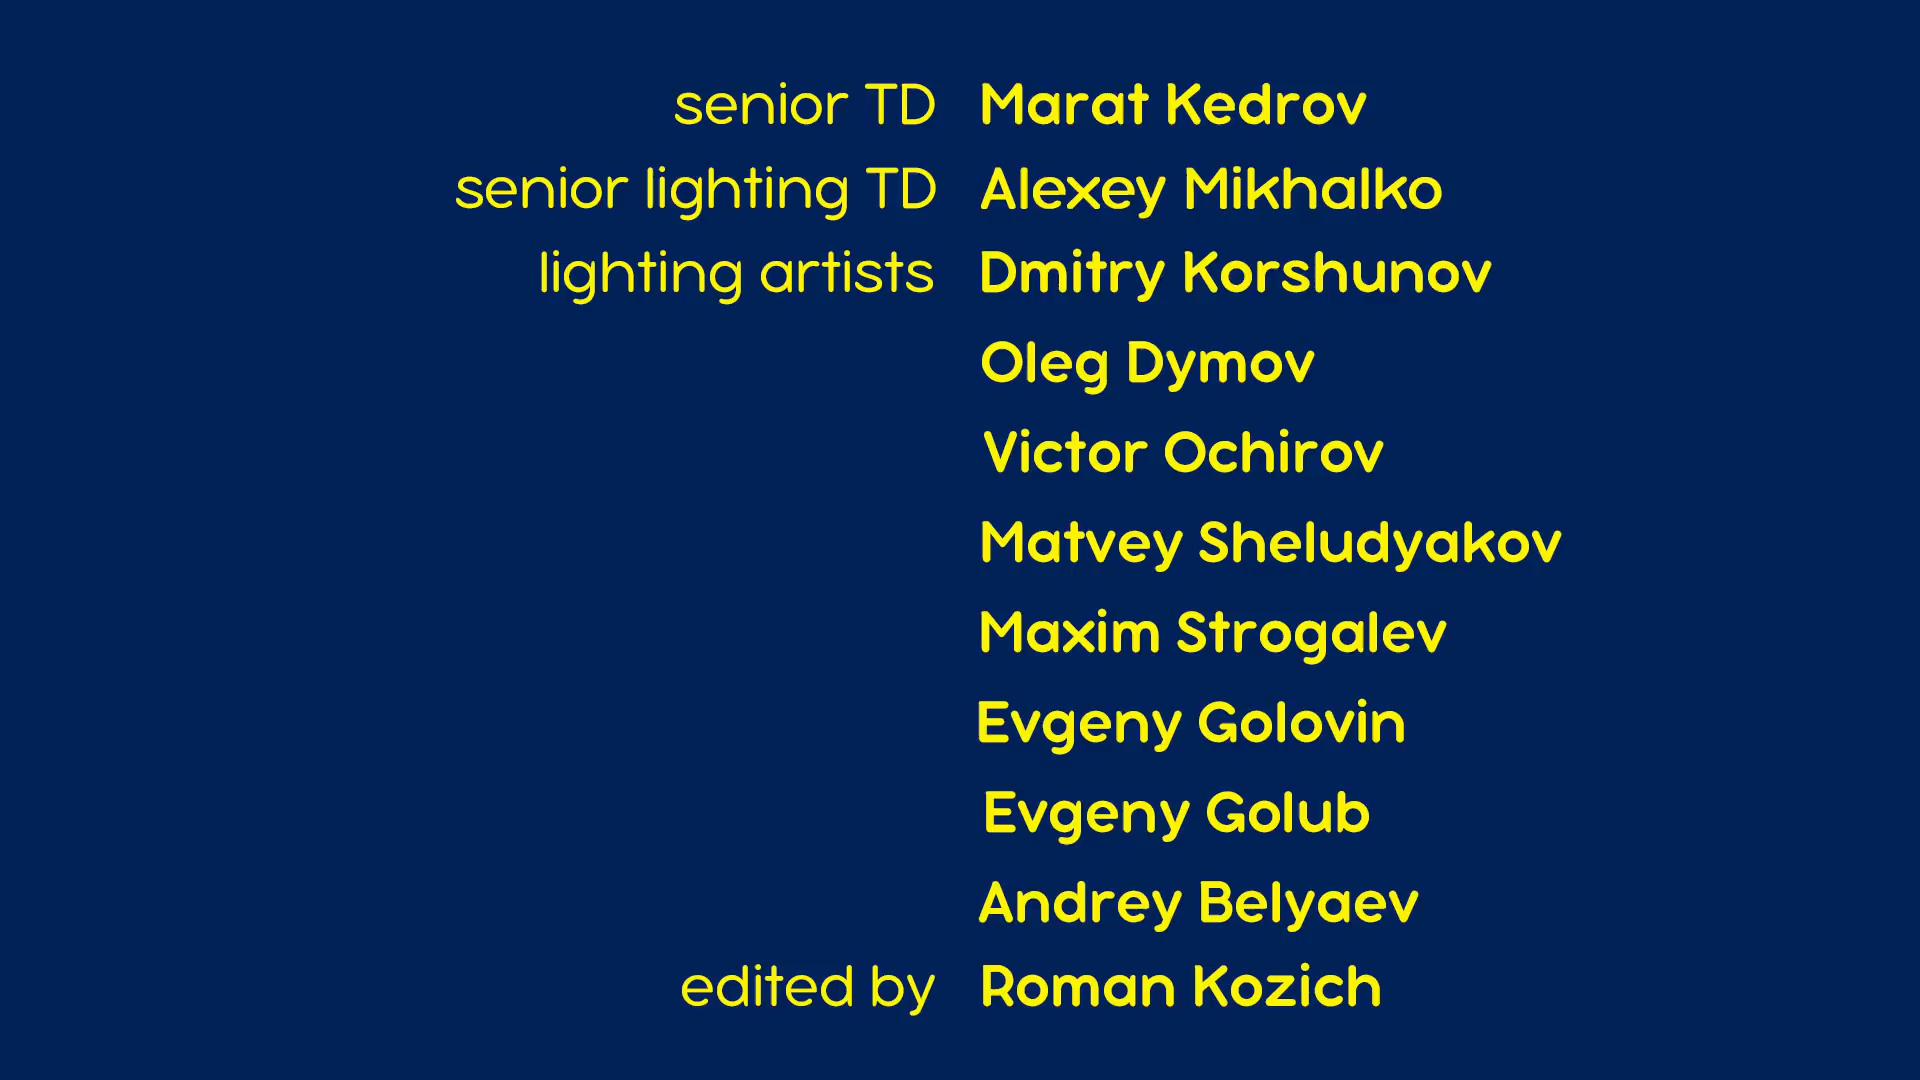 senior TD Marat Kedrov
senior lighting TD Alexey Mikhalko
lighting artists Dmitry Korshunov
Oleg Dymov
Victor Ochirov
Matvey Sheludyakov
Maxim Strogalev
Evgeny Golovin
Evgeny Golub
Andrey Belyaev
edited by Roman Kozich